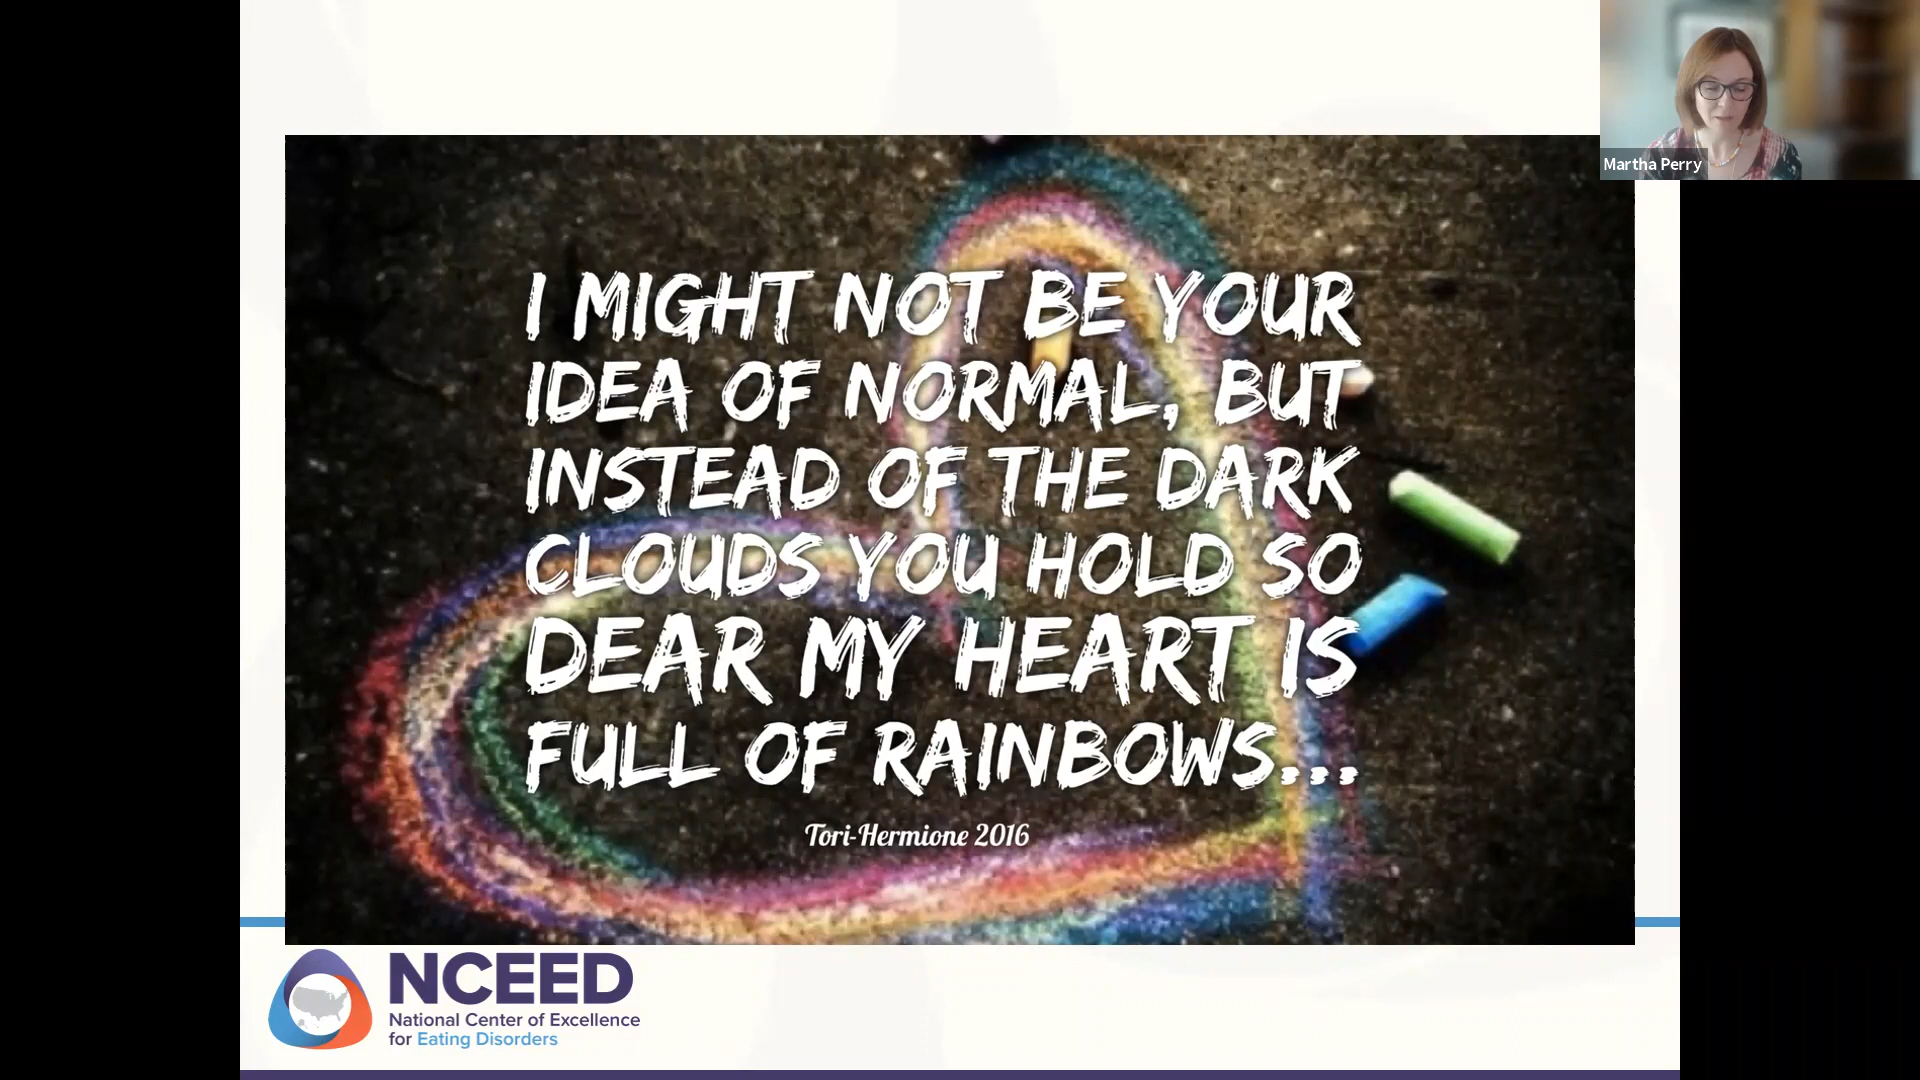 Martha Perry
I MIGHT NOT BE YOUR
IDEA OF NORMAL, BUT
INSTEAD OF THE DARK
CLOUDS YOU HOLD SO
DEAR MY HEART IS
FULL OF RAINBOWS...
Tori-Hermione 2016
NCEED
National Center of Excellence
for Eating Disorders